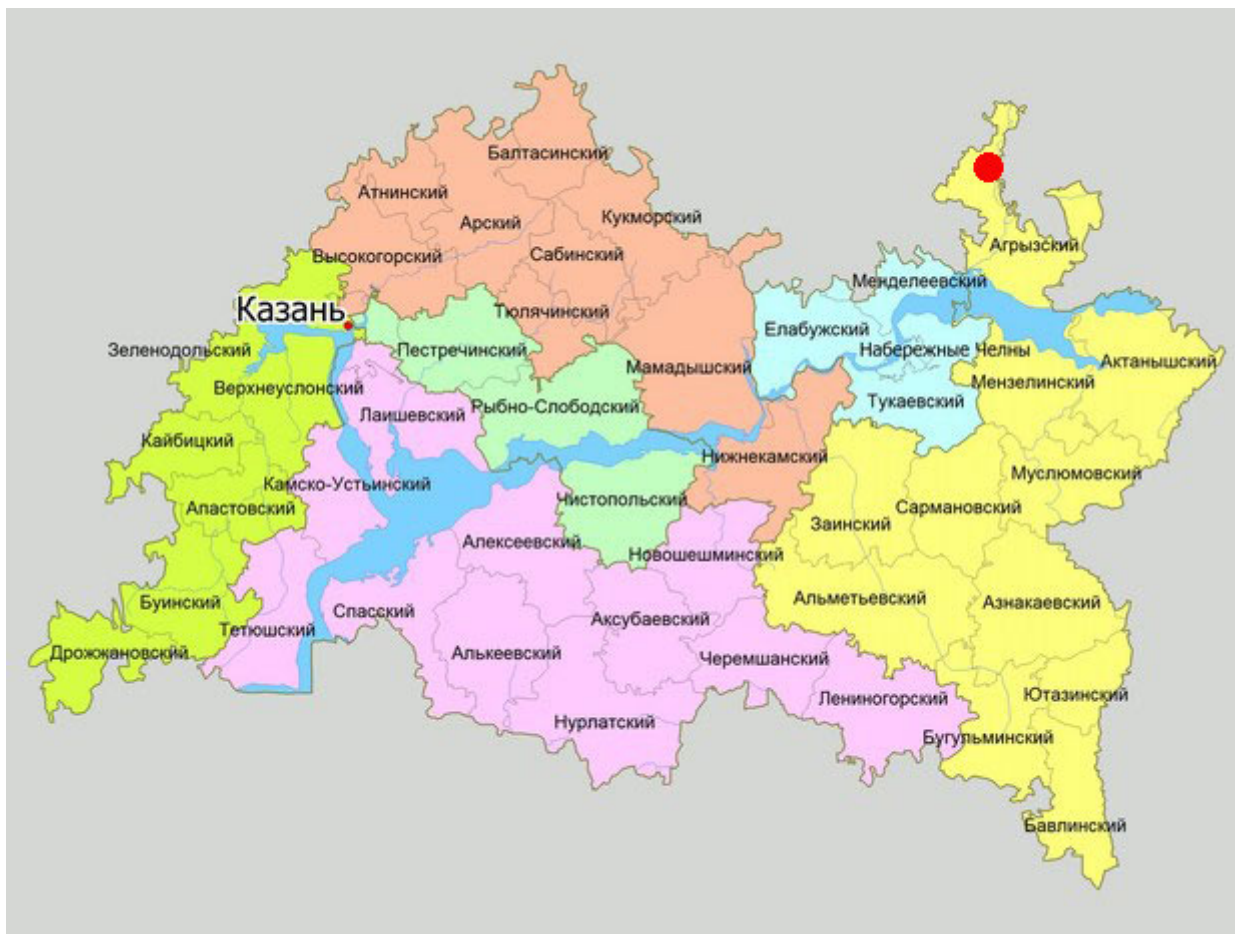 Балтасинский
Атнинский
Кукморский
Арский
Агрызский
Сабинский
Высокогорский
Менделеевский
Казань
Тюлячинский
Елабужский
Зеленодольский
Пестречинский
Набережные Челны
Актанышский
Мамадышский
Верхнеуслонский
Мензелинский
Тукаевский
Лаишевский
Рыбно-Слободский
Кайбицкий
Нижнекамский
Муслюмовский
Камско-Устьинский
Чистопольский
Апастовский
Сармановский
Заинский
Алексеевский
Новошешминский
Буинский
Альметьевский
Азнакаевский
Спасский
Аксубаевский
Тетюшский
Дрожжановский
Алькеевский
Черемшанский
Ютазинский
Лениногорский
Нурлатский
Бугульминский
Бавлинский